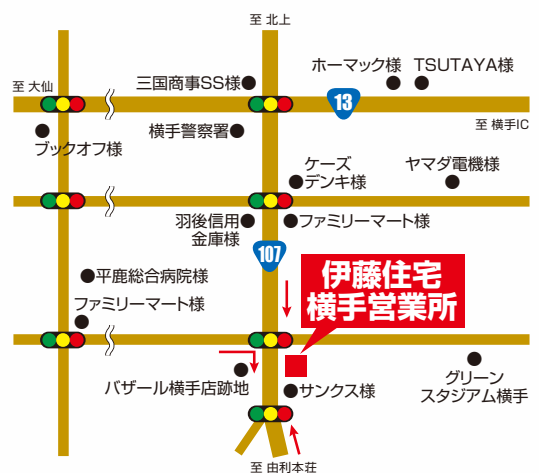 至 北上
ホーマック様
TSUTAYA様
三国商事SS様
至 大仙
13
至 横手IC
横手警察署
ブックオフ様
ケーズ
デンキ様
ヤマダ電機様
羽後信用
金庫様
ファミリーマート様
107
伊藤住宅
横手営業所
平鹿総合病院様
ファミリーマート様
バザール横手店跡地
サンクス様
グリーン
スタジアム横手
至 由利本荘